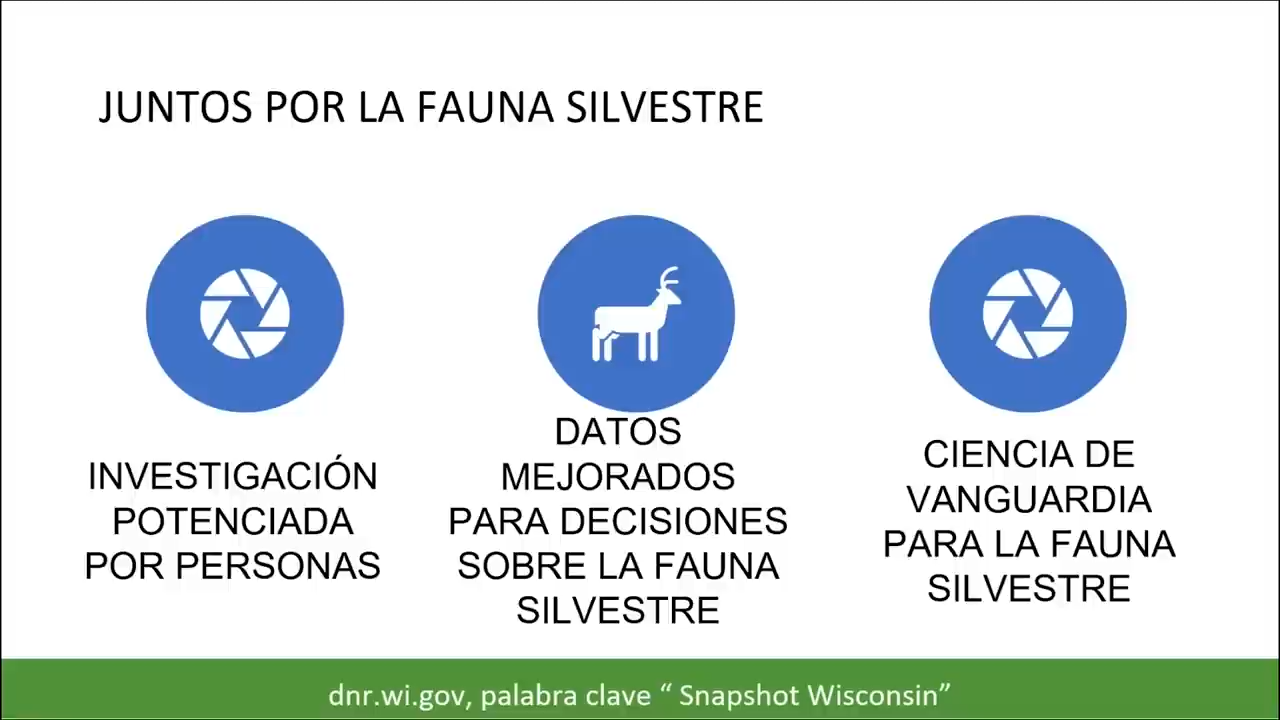 JUNTOS POR LA FAUNA SILVESTRE
INVESTIGACIÓN
POTENCIADA
POR PERSONAS
DATOS
MEJORADOS
PARA DECISIONES
SOBRE LA FAUNA
SILVESTRE
CIENCIA DE
VANGUARDIA
PARA LA FAUNA
SILVESTRE
dnr.wi.gov, palabra clave “ Snapshot Wisconsin”